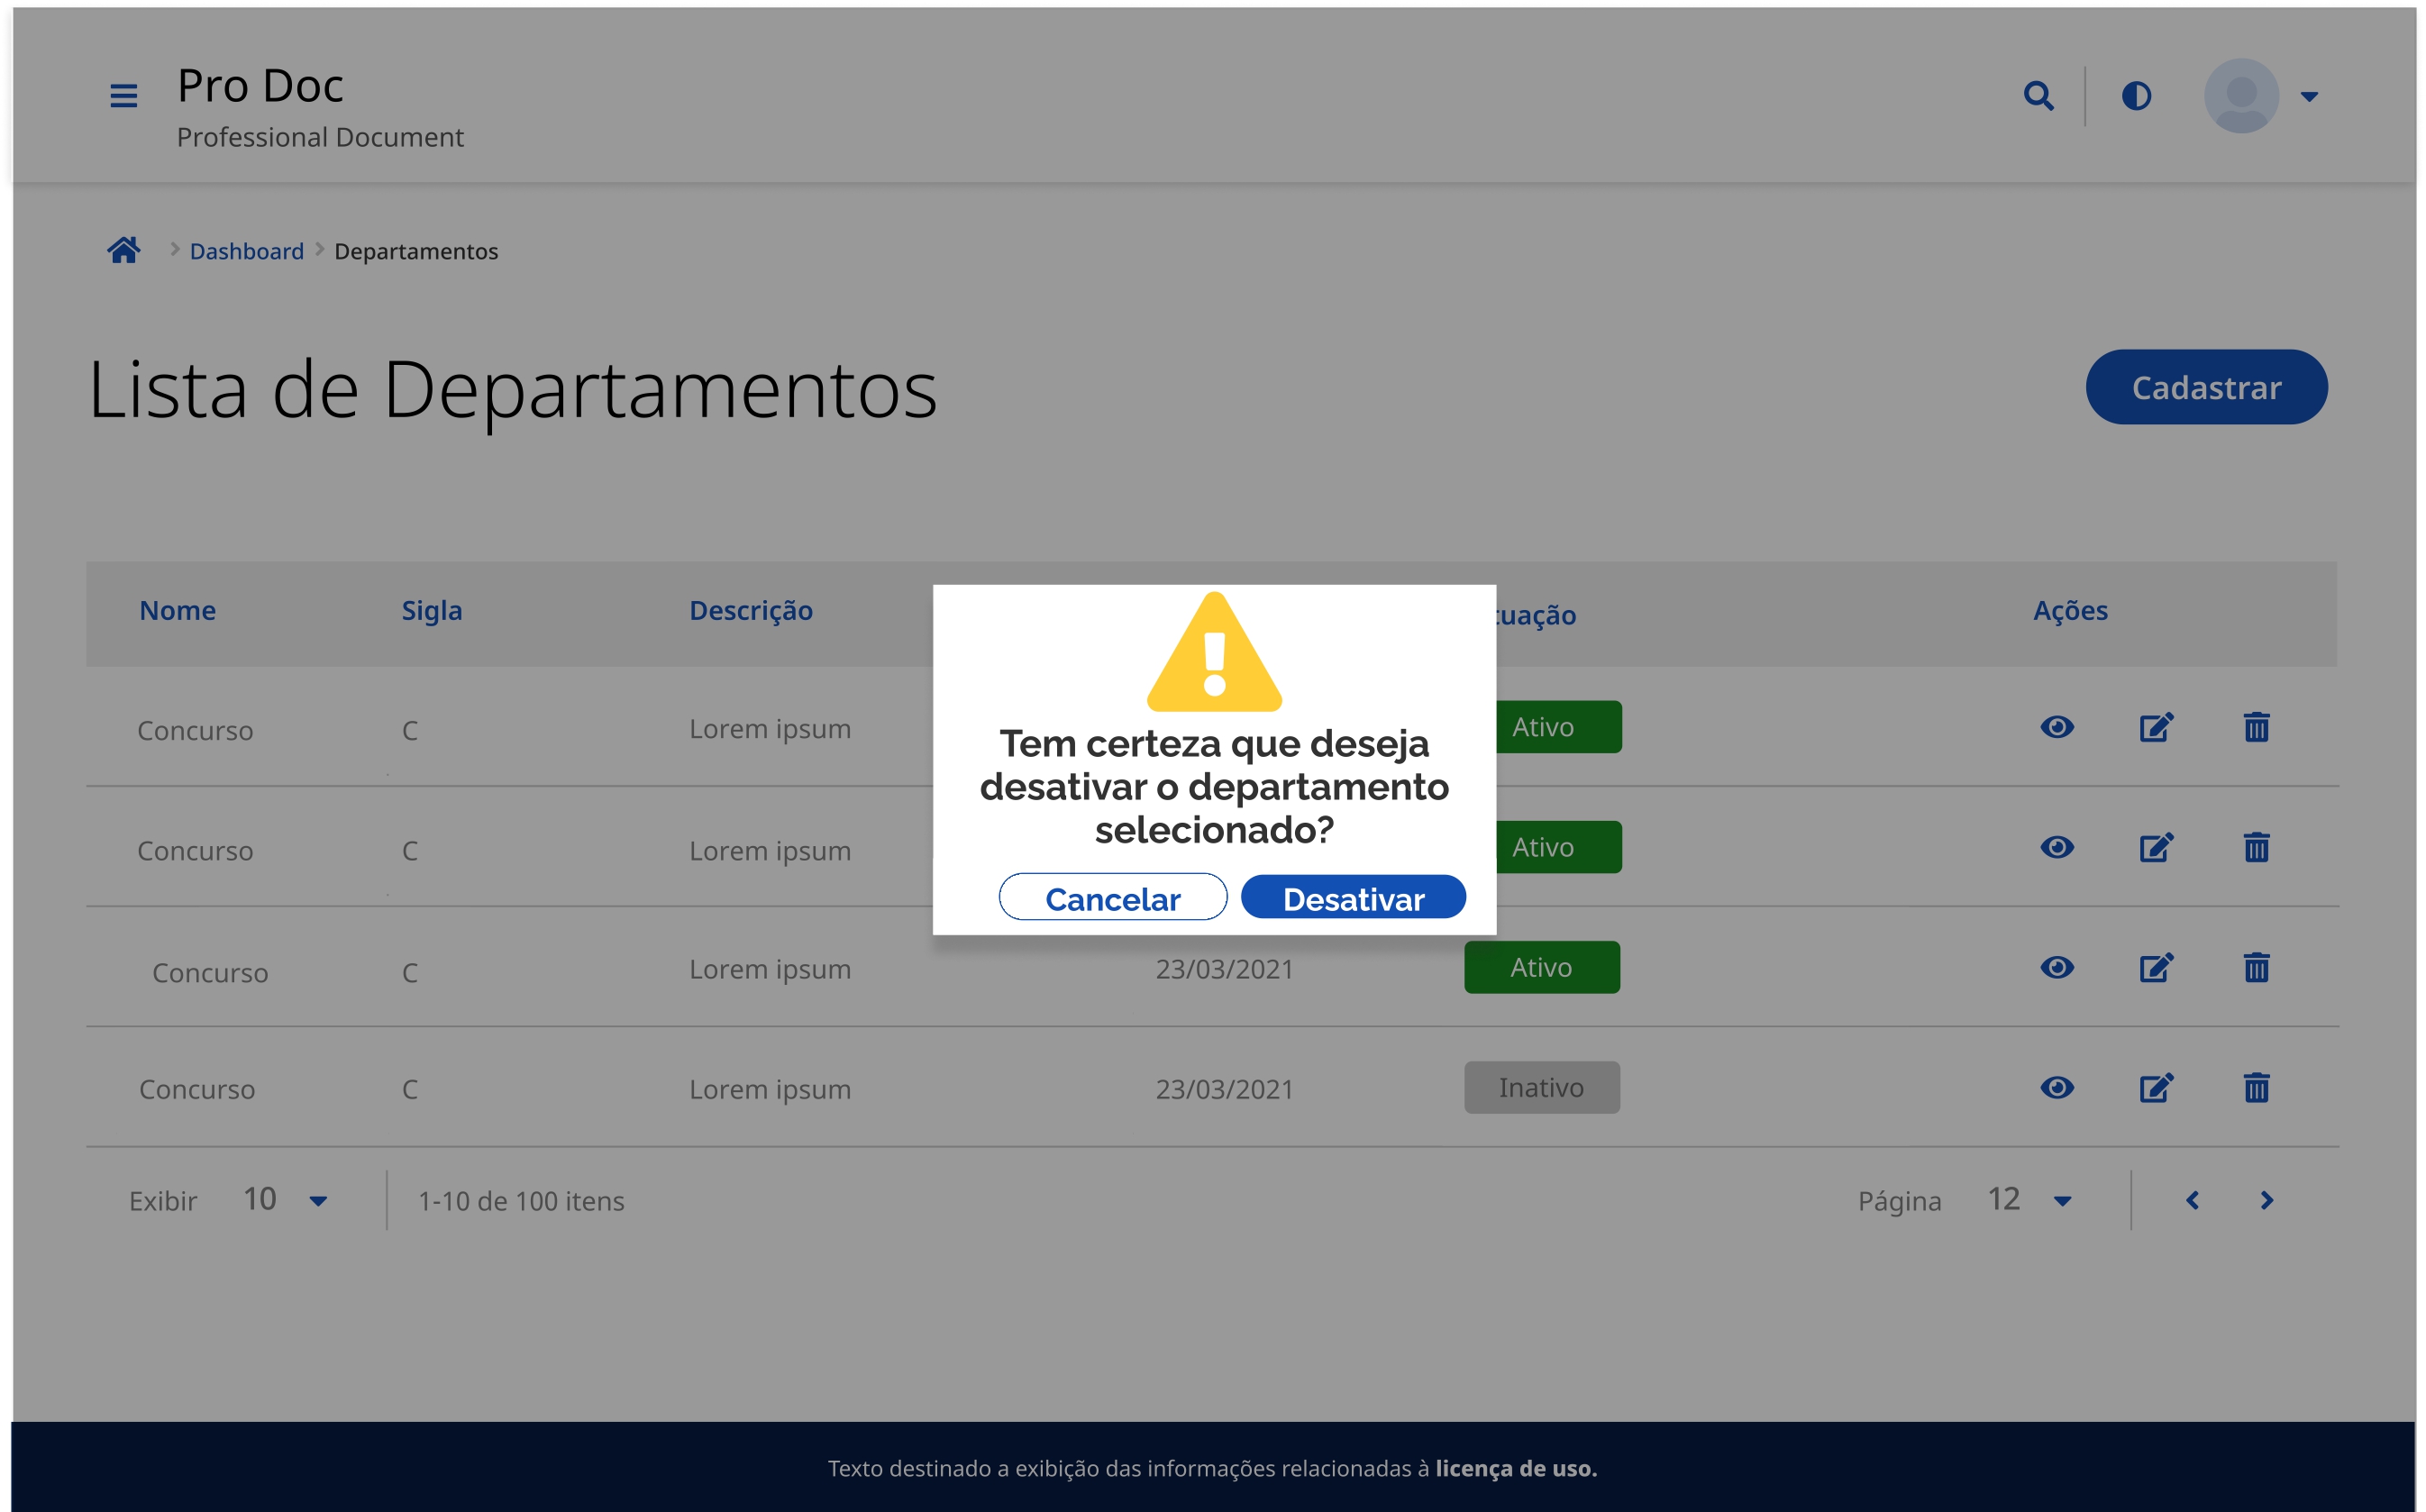 Pro Doc
Professional Document
Dashboard Departamentos
Lista de Departamentos
Cadastrar
Nome Sigla Descrição tuação Ações
Concurso C Lorem ipsum Ativo
Concurso C Lorem ipsum Ativo
Concurso C Lorem ipsum 23/03/2021 Ativo
Concurso C Lorem ipsum 23/03/2021 Inativo
Tem certeza que deseja
desativar o departamento
selecionado?
Cancelar Desativar
Exibir 10 1-10 de 100 itens Página 12
Texto destinado a exibição das informações relacionadas à licença de uso.